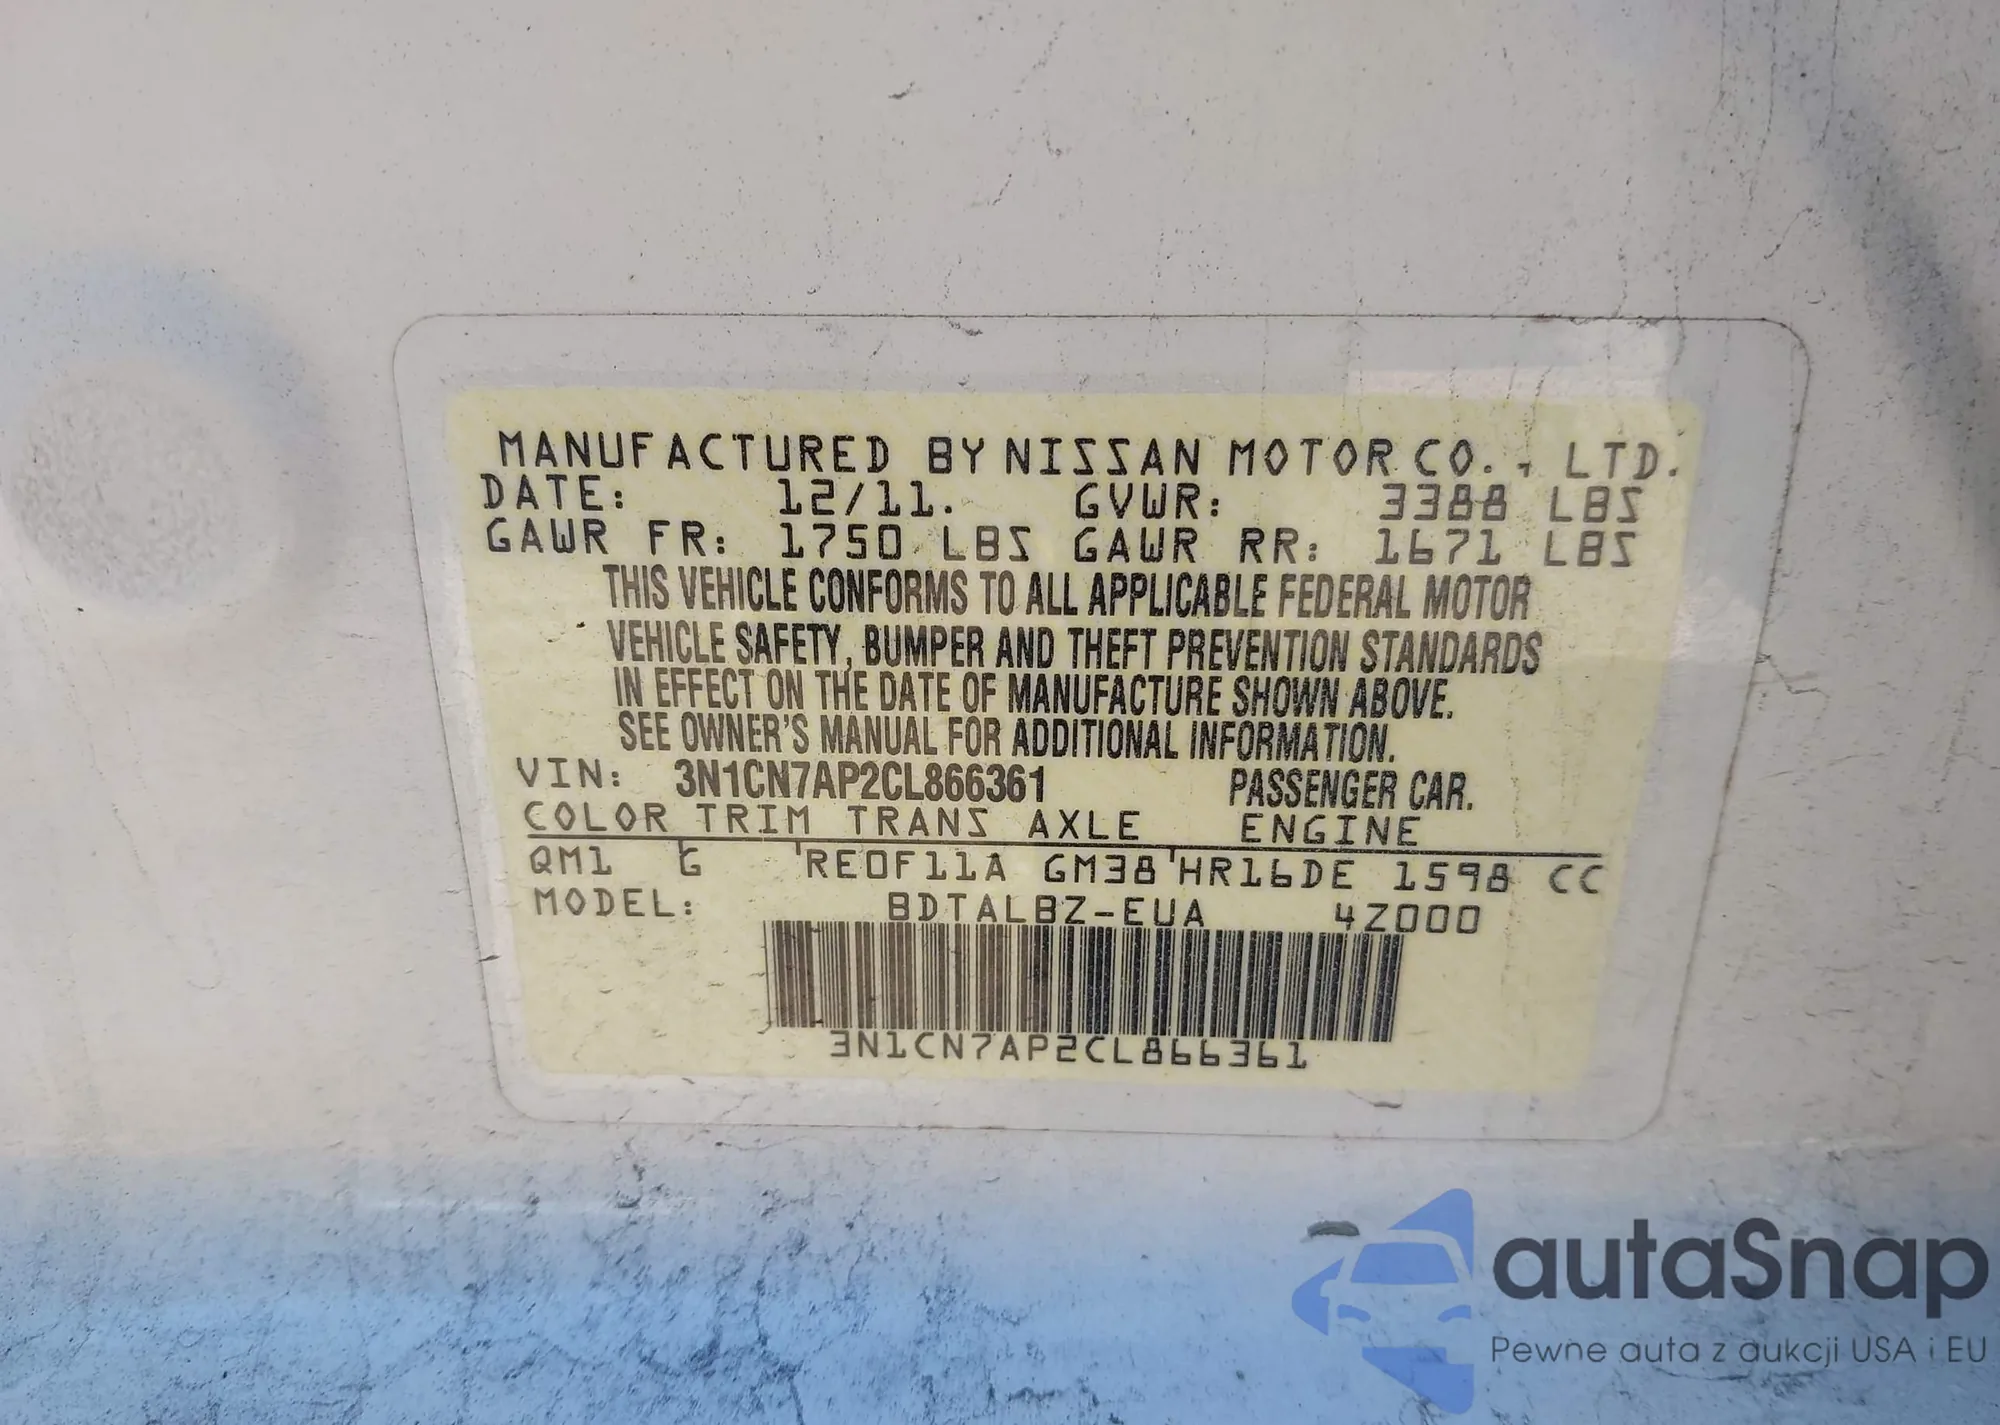 MANUFACTURED BY NISSAN MOTOR CO., LTD.
DATE: 12/11. GVWR: 3388 LBS
GAWR FR: 1750 LBS GAWR RR: 1671 LBS
THIS VEHICLE CONFORMS TO ALL APPLICABLE FEDERAL MOTOR
VEHICLE SAFETY, BUMPER AND THEFT PREVENTION STANDARDS
IN EFFECT ON THE DATE OF MANUFACTURE SHOWN ABOVE.
SEE OWNER'S MANUAL FOR ADDITIONAL INFORMATION.
VIN: 3N1CN7AP2CL866361 PASSENGER CAR.
COLOR TRIM TRANS AXLE ENGINE
QM1 G RE0F11A GM38 HR16DE 1598 CC
MODEL: BDTALBZ-EUA 4Z000
3N1CN7AP2CL866361
autaSnap
Pewne auta z aukcji USA i EU